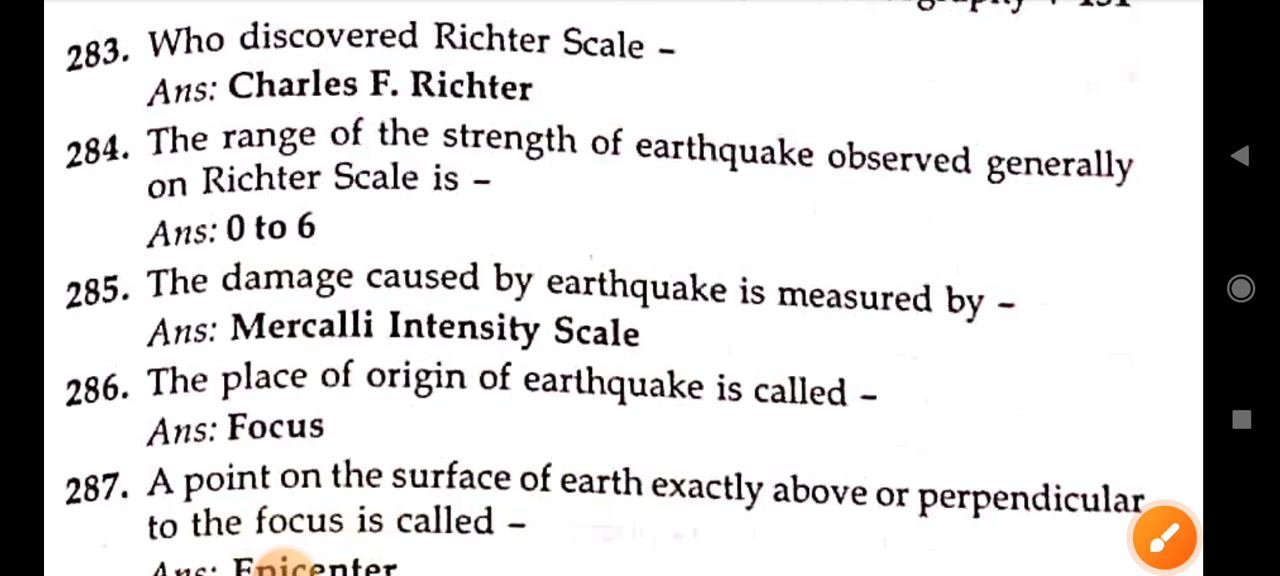 283. Who discovered Richter Scale –
Ans: Charles F. Richter
284. The range of the strength of earthquake observed generally
on Richter Scale is –
Ans: 0 to 6
285. The damage caused by earthquake is measured by –
Ans: Mercalli Intensity Scale
286. The place of origin of earthquake is called –
Ans: Focus
287. A point on the surface of earth exactly above or perpendicular
to the focus is called –
Ans: Epicenter